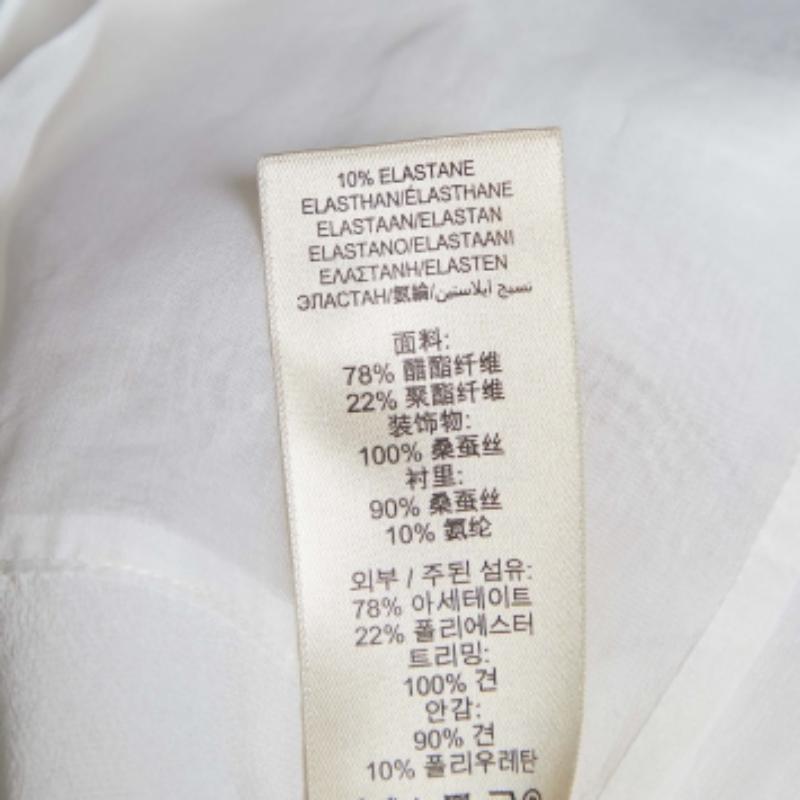 10% ELASTANE
ELASTHAN/ÉLASTHANE
ELASTAAN/ELASTAN
ELASTANO/ELASTAANI
ΕΛΑΣΤΑΝΗ/ELASTEN
ЭЛАСТАН/氨綸/نسيج إيلاستين
面料:
78% 醋酯纤维
22% 聚酯纤维
装饰物:
100% 桑蚕丝
衬里:
90% 桑蚕丝
10% 氨纶
외부 / 주된 섬유:
78% 아세테이트
22% 폴리에스터
트리밍:
100% 견
안감:
90% 견
10% 폴리우레탄